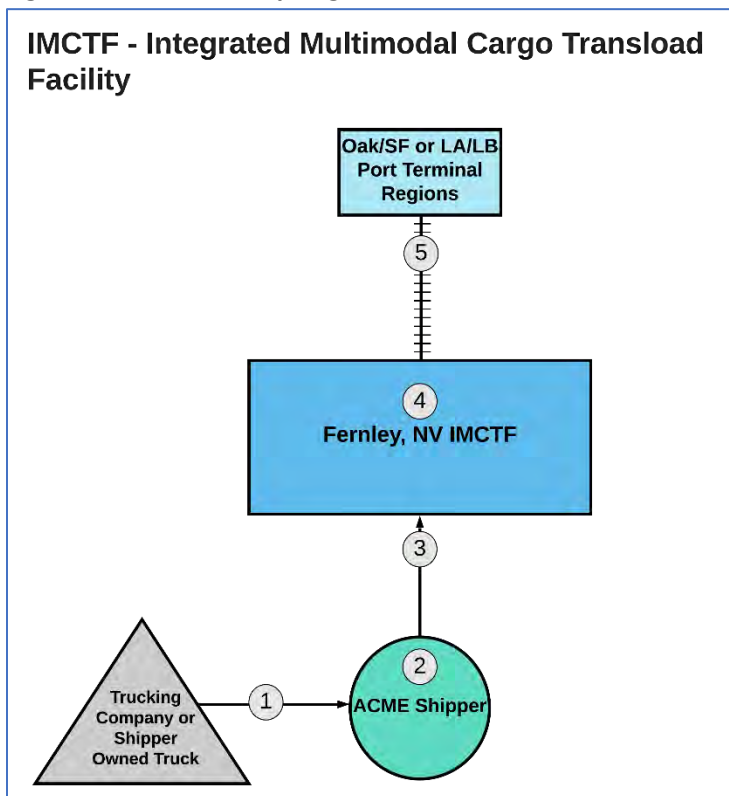 IMCTF - Integrated Multimodal Cargo Transload
Facility
Oak/SF or LA/LB
Port Terminal
Regions
5
4
Fernley, NV IMCTF
3
2
ACME Shipper
1
Trucking
Company or
Shipper
Owned Truck